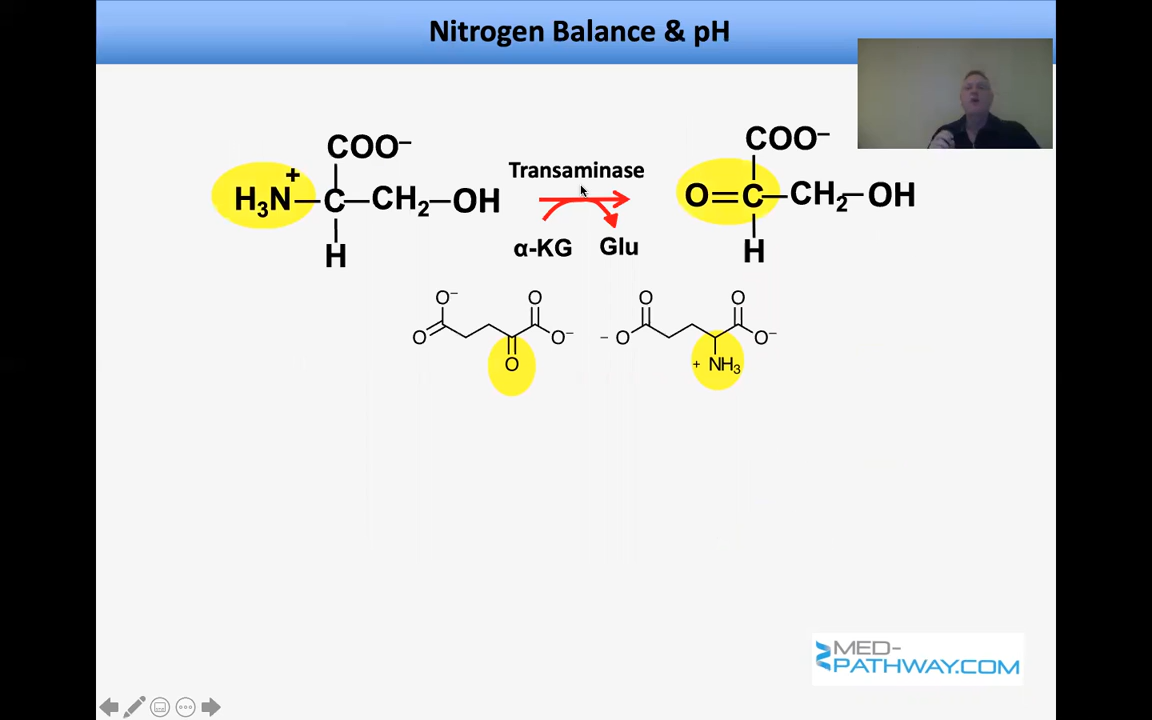 Nitrogen Balance & pH
COO⁻
H₃N⁺—C—CH₂—OH
H
Transaminase
α-KG Glu
COO⁻
O=C—CH₂—OH
H
O⁻ O
O O⁻
O
O O
⁻O O⁻
⁺NH₃
MED-
PATHWAY.COM